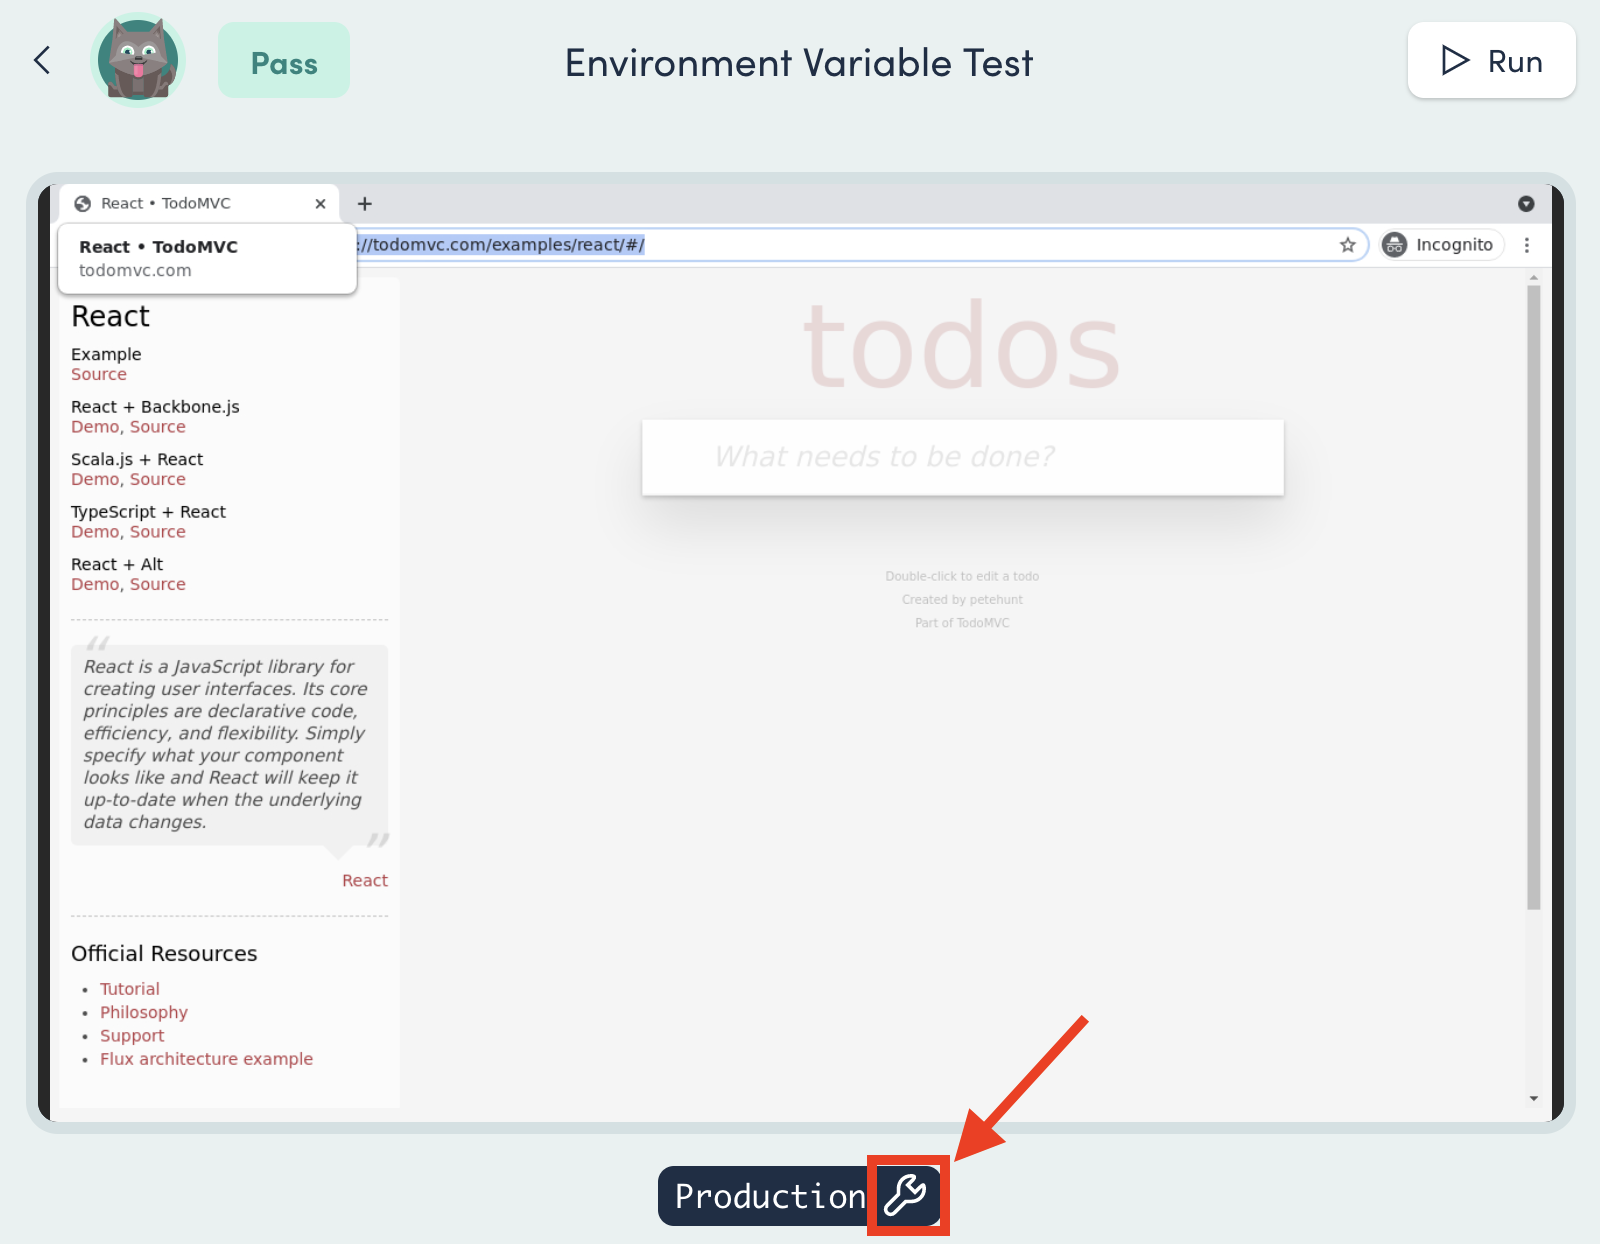 Pass
Environment Variable Test
Run
React • TodoMVC
React • TodoMVC
todomvc.com
://todomvc.com/examples/react/#/
Incognito
React
Example
Source
React + Backbone.js
Demo, Source
Scala.js + React
Demo, Source
TypeScript + React
Demo, Source
React + Alt
Demo, Source
“
React is a JavaScript library for
creating user interfaces. Its core
principles are declarative code,
efficiency, and flexibility. Simply
specify what your component
looks like and React will keep it
up-to-date when the underlying
data changes.
”
React
Official Resources
• Tutorial
• Philosophy
• Support
• Flux architecture example
todos
What needs to be done?
Double-click to edit a todo
Created by petehunt
Part of TodoMVC
Production